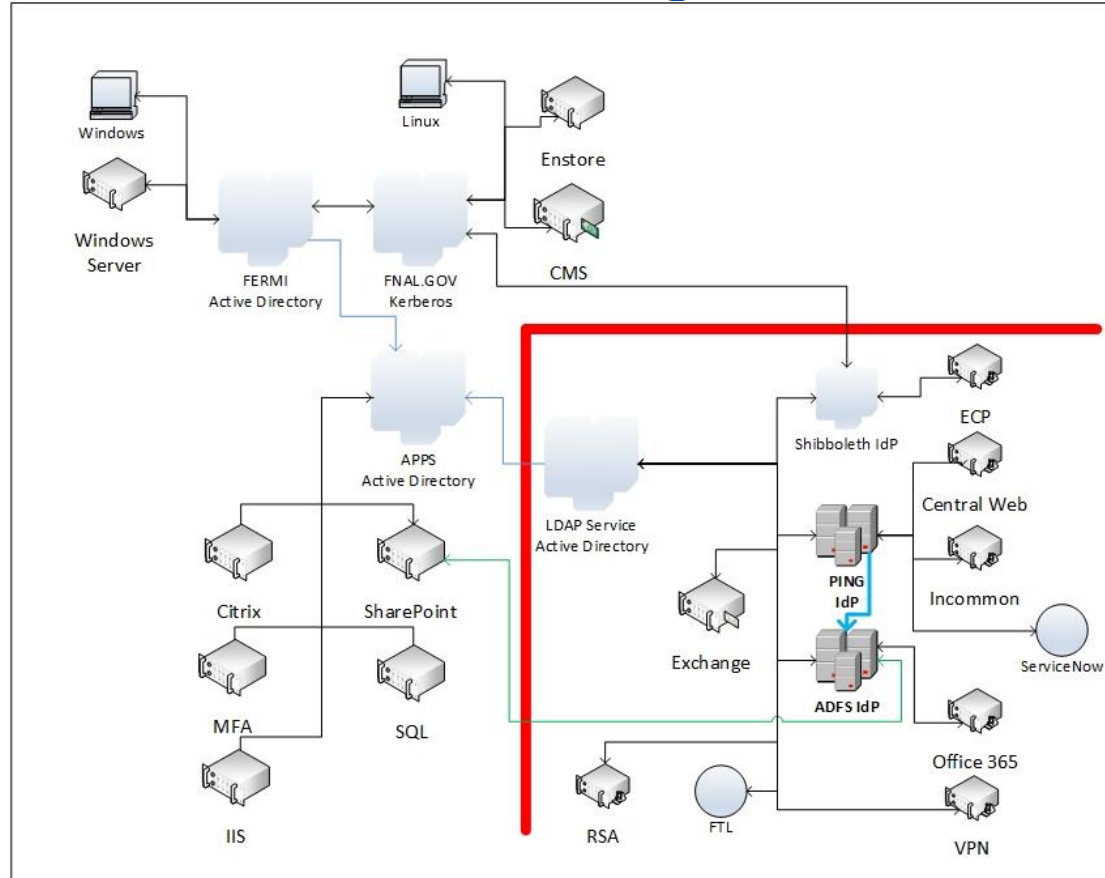 Windows
Linux
Enstore
Windows
Server
FERMI
Active Directory
FNAL.GOV
Kerberos
CMS
Shibboleth IdP
ECP
APPS
Active Directory
LDAP Service
Active Directory
Central Web
PING
IdP
Incommon
Citrix
SharePoint
Exchange
ServiceNow
ADFS IdP
MFA
SQL
Office 365
IIS
RSA
FTL
VPN